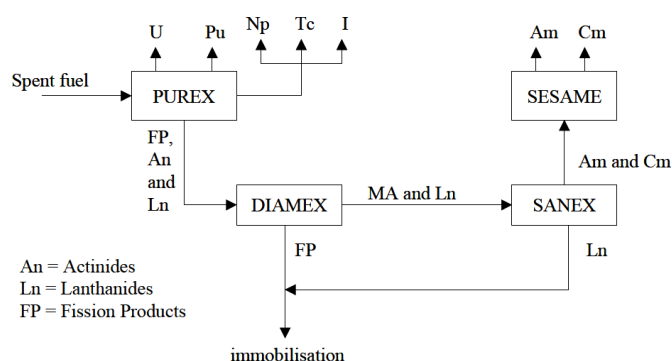 Np Tc I
U Pu
Am Cm
Spent fuel
PUREX
SESAME
FP,
An
and
Ln
Am and Cm
DIAMEX
MA and Ln
SANEX
FP
Ln
An = Actinides
Ln = Lanthanides
FP = Fission Products
immobilisation